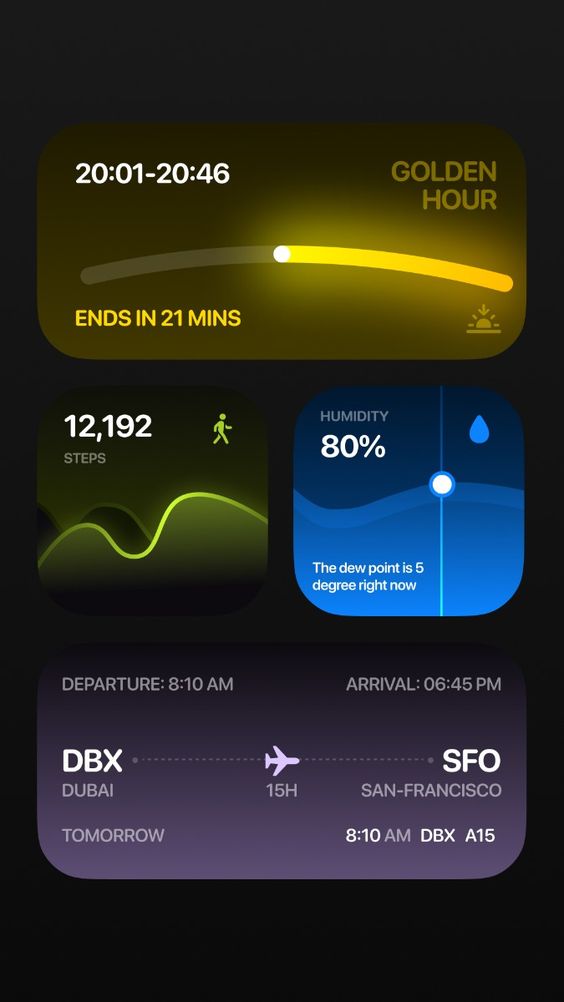 20:01-20:46
GOLDEN
HOUR
ENDS IN 21 MINS
12,192
STEPS
HUMIDITY
80%
The dew point is 5
degree right now
DEPARTURE: 8:10 AM
ARRIVAL: 06:45 PM
DBX
SFO
DUBAI
15H
SAN-FRANCISCO
TOMORROW
8:10 AM DBX A15